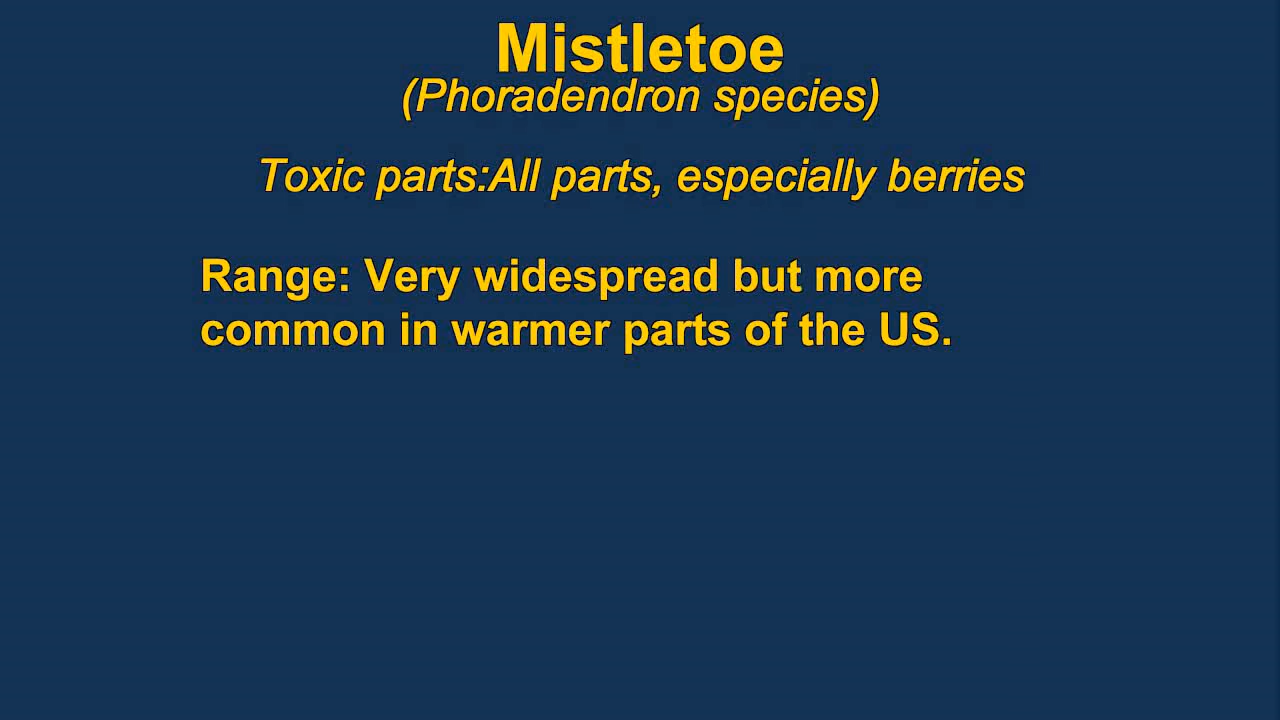 Mistletoe
(Phoradendron species)
Toxic parts:All parts, especially berries
Range: Very widespread but more
common in warmer parts of the US.